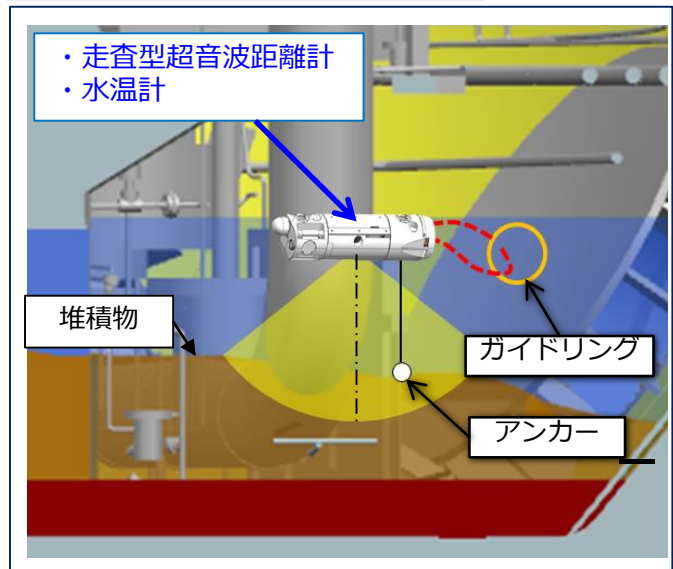 ・走査型超音波距離計
・水温計
堆積物
ガイドリング
アンカー